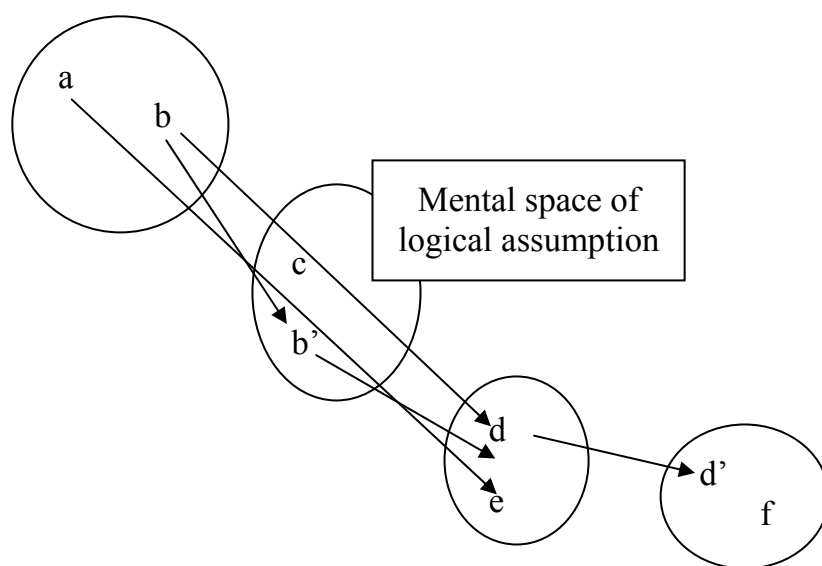 a
b
Mental space of
logical assumption
c
b’
d
e
d’
f